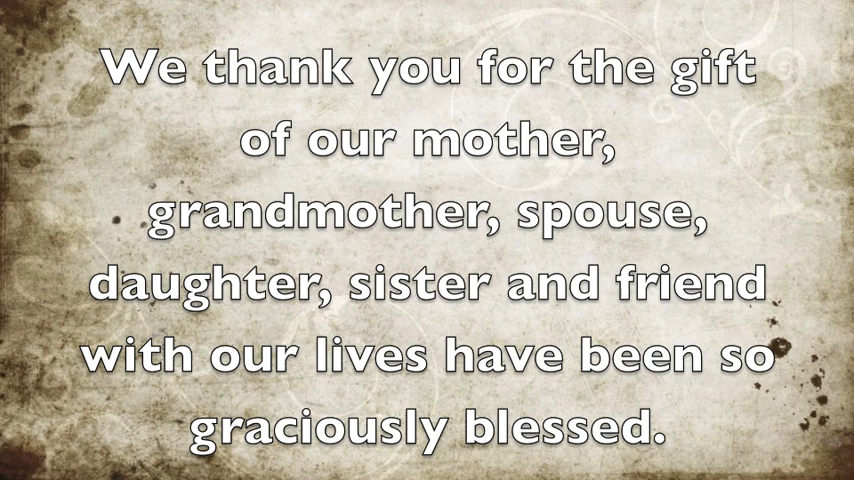 We thank you for the gift
of our mother,
grandmother, spouse,
daughter, sister and friend
with our lives have been so
graciously blessed.